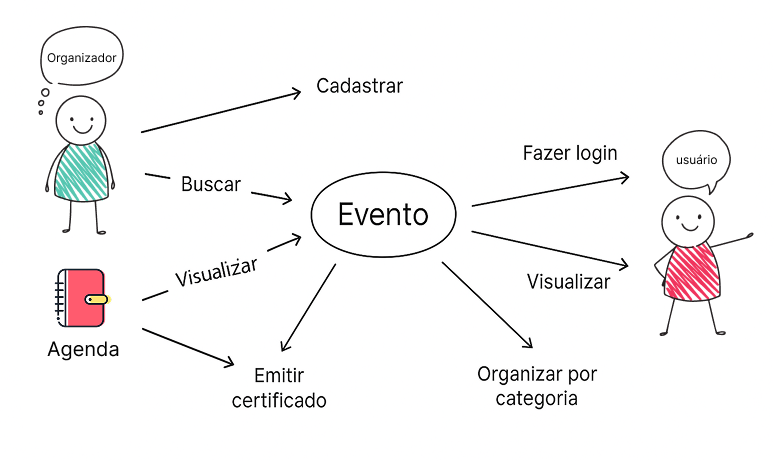 Organizador
Cadastrar
Fazer login
usuário
Buscar
Evento
Visualizar
Visualizar
Agenda
Emitir
certificado
Organizar por
categoria